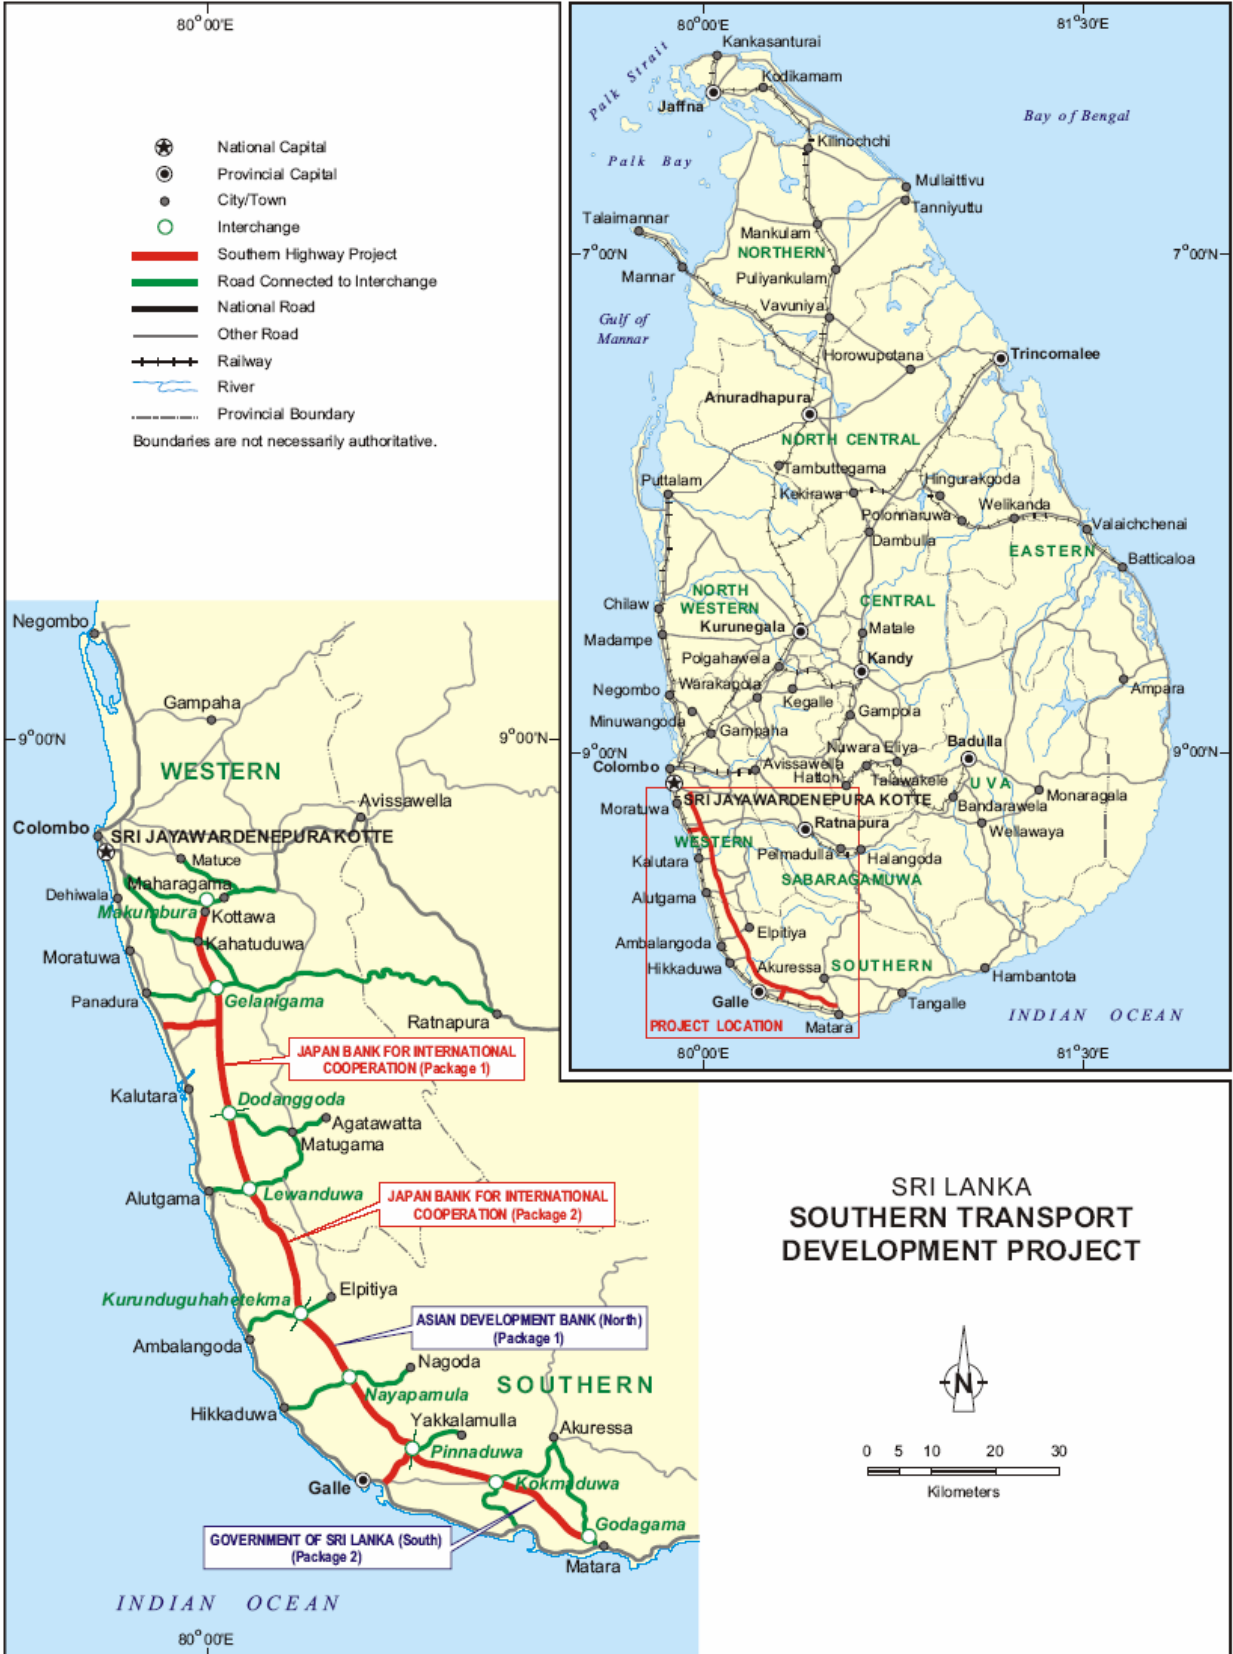 80°00'E
National Capital
Provincial Capital
City/Town
Interchange
Southern Highway Project
Road Connected to Interchange
National Road
Other Road
Railway
River
Provincial Boundary
Boundaries are not necessarily authoritative.
Negombo
Gampaha
9°00'N
9°00'N
WESTERN
Avissawella
Colombo
SRI JAYAWARDENEPURA KOTTE
Matuce
Maharagama
Dehiwala
Makumbura
Kottawa
Kahatuduwa
Moratuwa
Panadura
Gelanigama
Ratnapura
JAPAN BANK FOR INTERNATIONAL
COOPERATION (Package 1)
Kalutara
Dodanggoda
Agatawatta
Matugama
Alutgama
Lewanduwa
JAPAN BANK FOR INTERNATIONAL
COOPERATION (Package 2)
Elpitiya
Kurunduguhahetekma
ASIAN DEVELOPMENT BANK (North)
(Package 1)
Ambalangoda
Nagoda
SOUTHERN
Nayapamula
Hikkaduwa
Yakkalamulla
Akuressa
Pinnaduwa
Galle
Kokmaduwa
Godagama
GOVERNMENT OF SRI LANKA (South)
(Package 2)
Matara
INDIAN OCEAN
80°00'E
80°00'E
81°30'E
Kankasanturai
Palk Strait
Kodikamam
Jaffna
Bay of Bengal
Kilinochchi
Palk Bay
Mullaittivu
Tanniyuttu
Talaimannar
Mankulam
7°00'N
NORTHERN
7°00'N
Mannar
Puliyankulam
Vavuniya
Gulf of
Mannar
Horowupotana
Trincomalee
Anuradhapura
NORTH CENTRAL
Tambuttegama
Puttalam
Kekirawa
Hingurakgoda
Welikanda
Polonnaruwa
Valaichchenai
Dambulla
EASTERN
Batticaloa
NORTH
WESTERN
CENTRAL
Chilaw
Kurunegala
Matale
Madampe
Polgahawela
Kandy
Negombo
Warakapola
Ampara
Kegalle
Minuwangoda
Gampola
Gampaha
Nuwara Eliya
Badulla
9°00'N
9°00'N
Colombo
Avissawella
Hatton
Talawakele
UVA
Monaragala
SRI JAYAWARDENEPURA KOTTE
Bandarawela
Moratuwa
Ratnapura
Wellawaya
WESTERN
Pelmadulla
Halangoda
Kalutara
SABARAGAMUWA
Alutgama
Elpitiya
Ambalangoda
Hikkaduwa
Akuressa
SOUTHERN
Hambantota
Galle
Tangalle
PROJECT LOCATION
Matara
INDIAN OCEAN
80°00'E
81°30'E
SRI LANKA
SOUTHERN TRANSPORT
DEVELOPMENT PROJECT
N
0 5 10 20 30
Kilometers